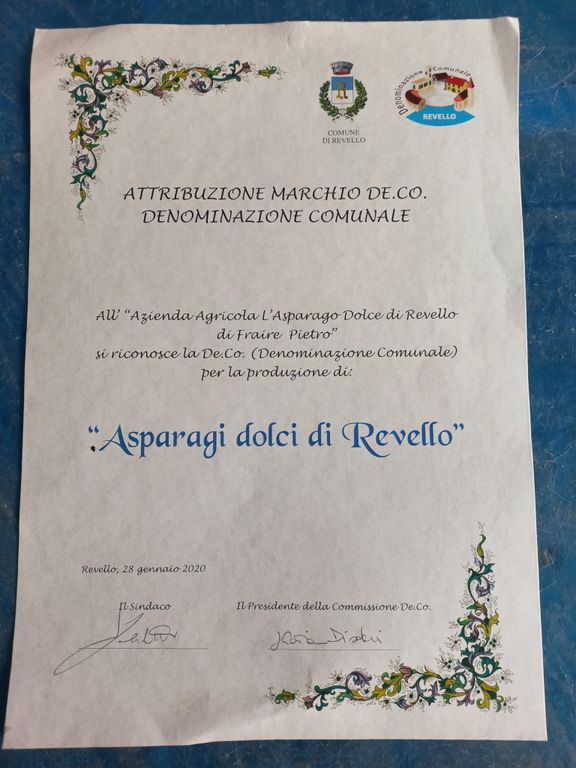 Denominazione Comunale
REVELLO
COMUNE
DI REVELLO
ATTRIBUZIONE MARCHIO DE.CO.
DENOMINAZIONE COMUNALE
All' "Azienda Agricola L'Asparago Dolce di Revello
di Fraire Pietro"
si riconosce la De.Co. (Denominazione Comunale)
per la produzione di:
"Asparagi dolci di Revello"
Revello, 28 gennaio 2020
Il Sindaco
Il Presidente della Commissione De.Co.